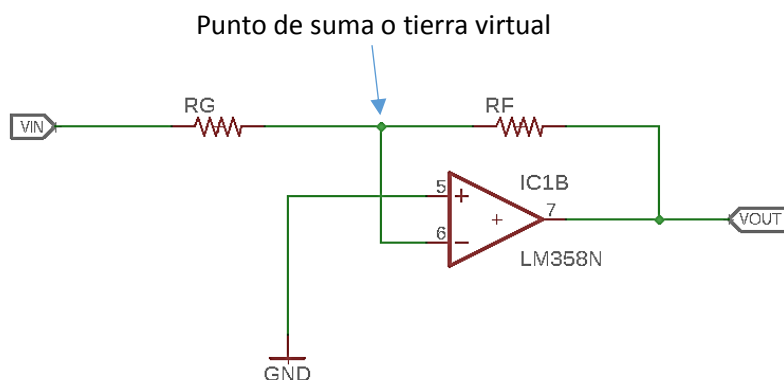 Punto de suma o tierra virtual
RG
RF
VIN
IC1B
5
+
+
7
6
−
VOUT
LM358N
GND